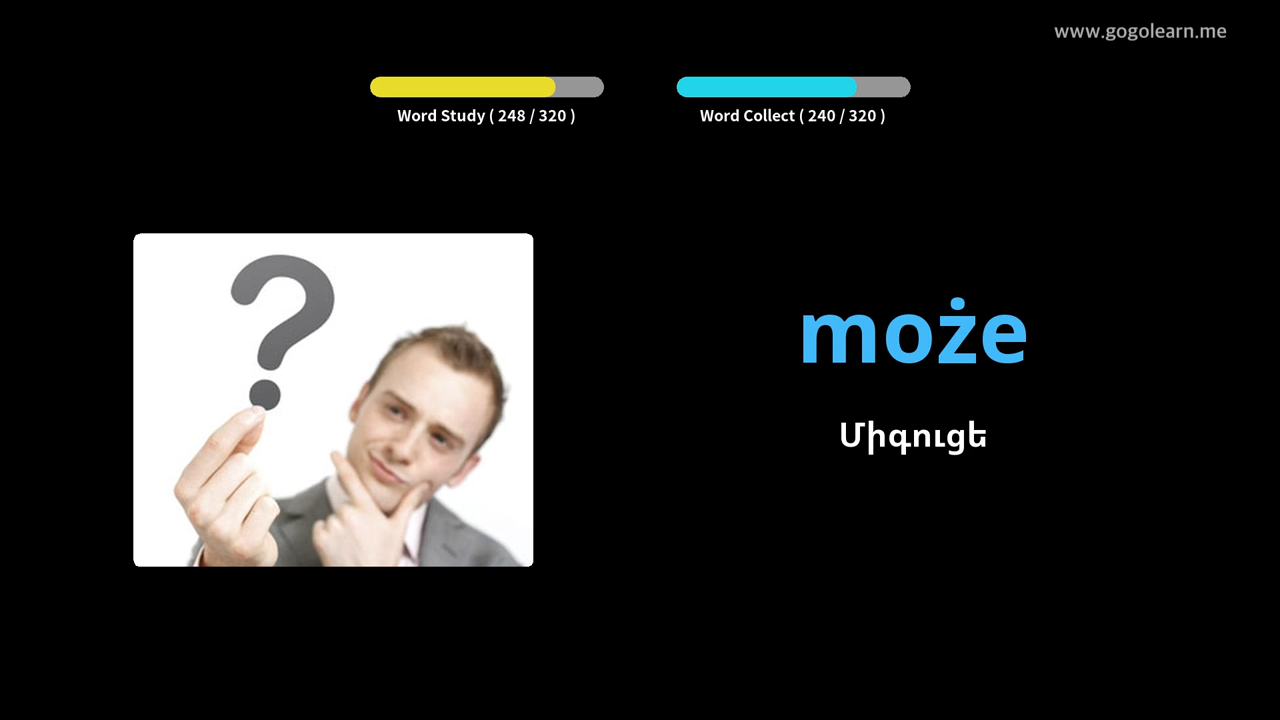 www.gogolearn.me
Word Study ( 248 / 320 )
Word Collect ( 240 / 320 )
?
może
Միգուցե